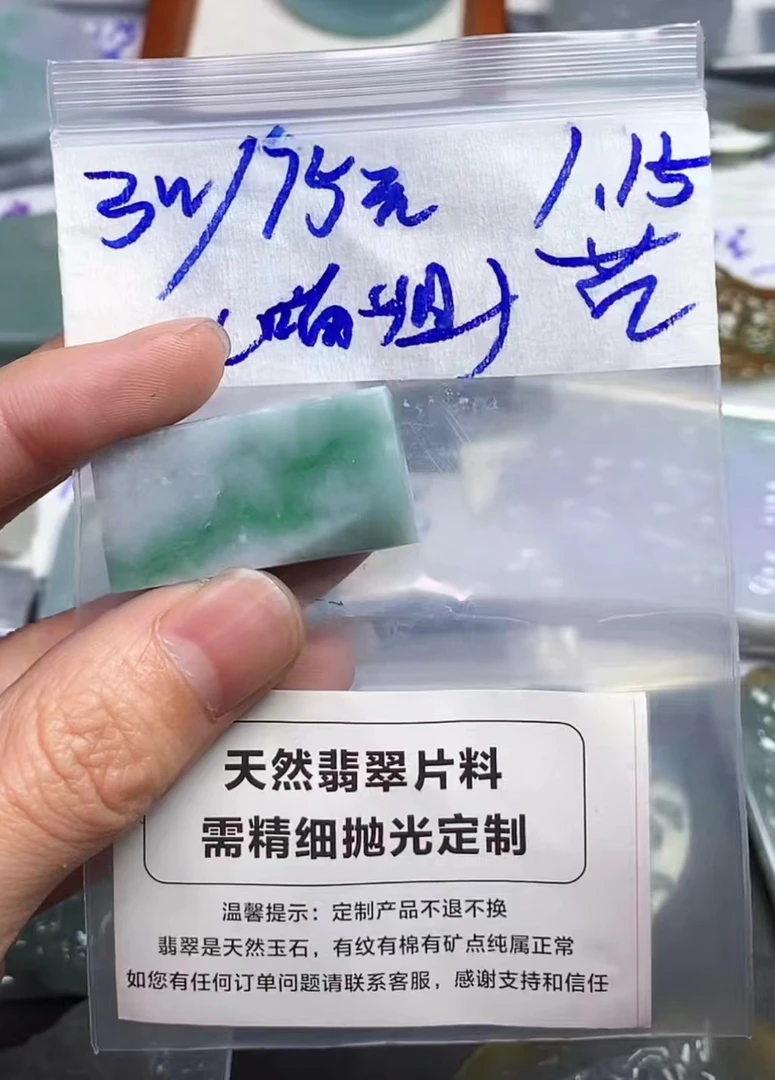 /75元
1.15
天然翡翠片料
需精细抛光定制
温馨提示：定制产品不退不换
翡翠是天然玉石，有纹有棉有矿点纯属正常
如您有任何订单问题请联系客服，感谢支持和信任